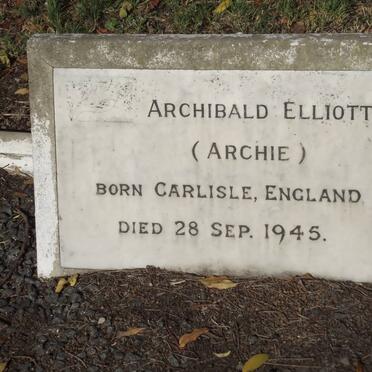 ARCHIBALD ELLIOTT
(ARCHIE)
BORN CARLISLE, ENGLAND
DIED 28 SEP. 1945.